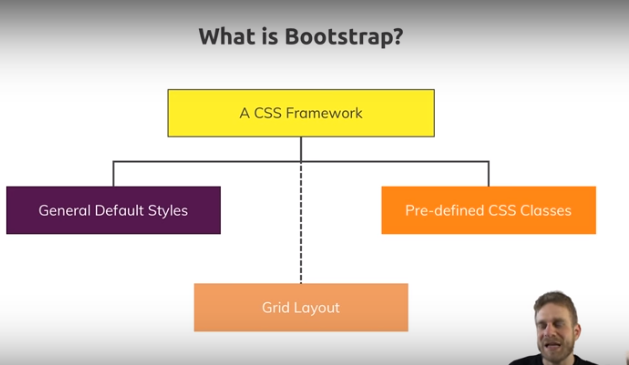 What is Bootstrap?
A CSS Framework
General Default Styles
Pre-defined CSS Classes
Grid Layout